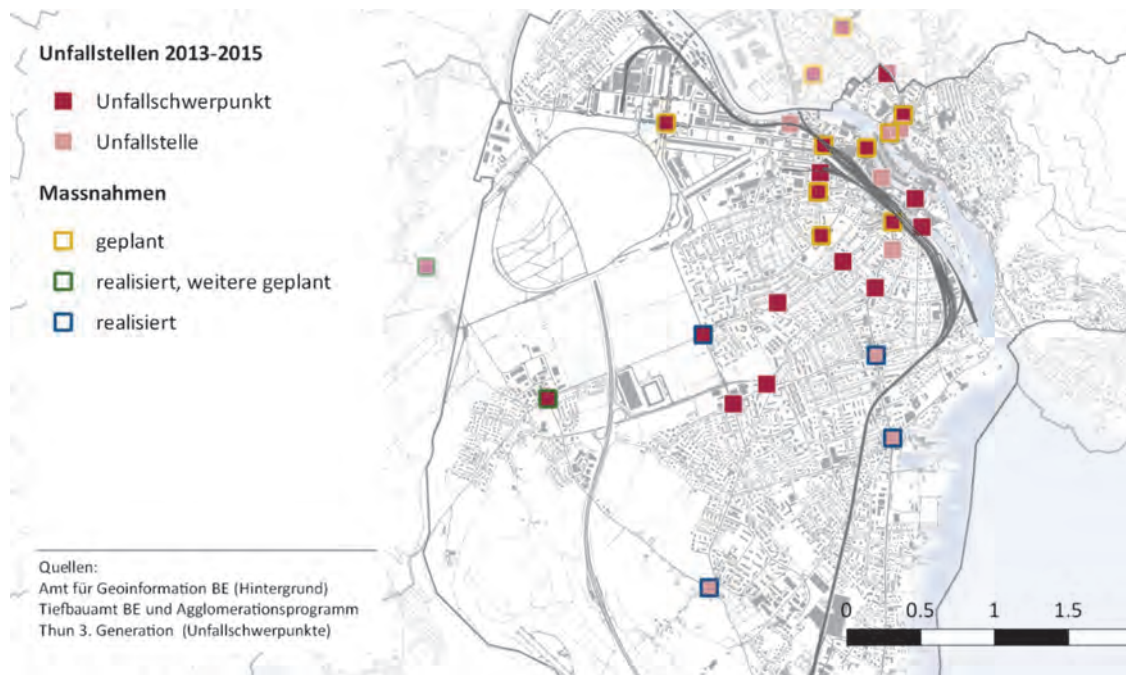 Unfallstellen 2013-2015
Unfallschwerpunkt
Unfallstelle
Massnahmen
geplant
realisiert, weitere geplant
realisiert
Quellen:
Amt für Geoinformation BE (Hintergrund)
Tiefbauamt BE und Agglomerationsprogramm
Thun 3. Generation (Unfallschwerpunkte)
0 0.5 1 1.5